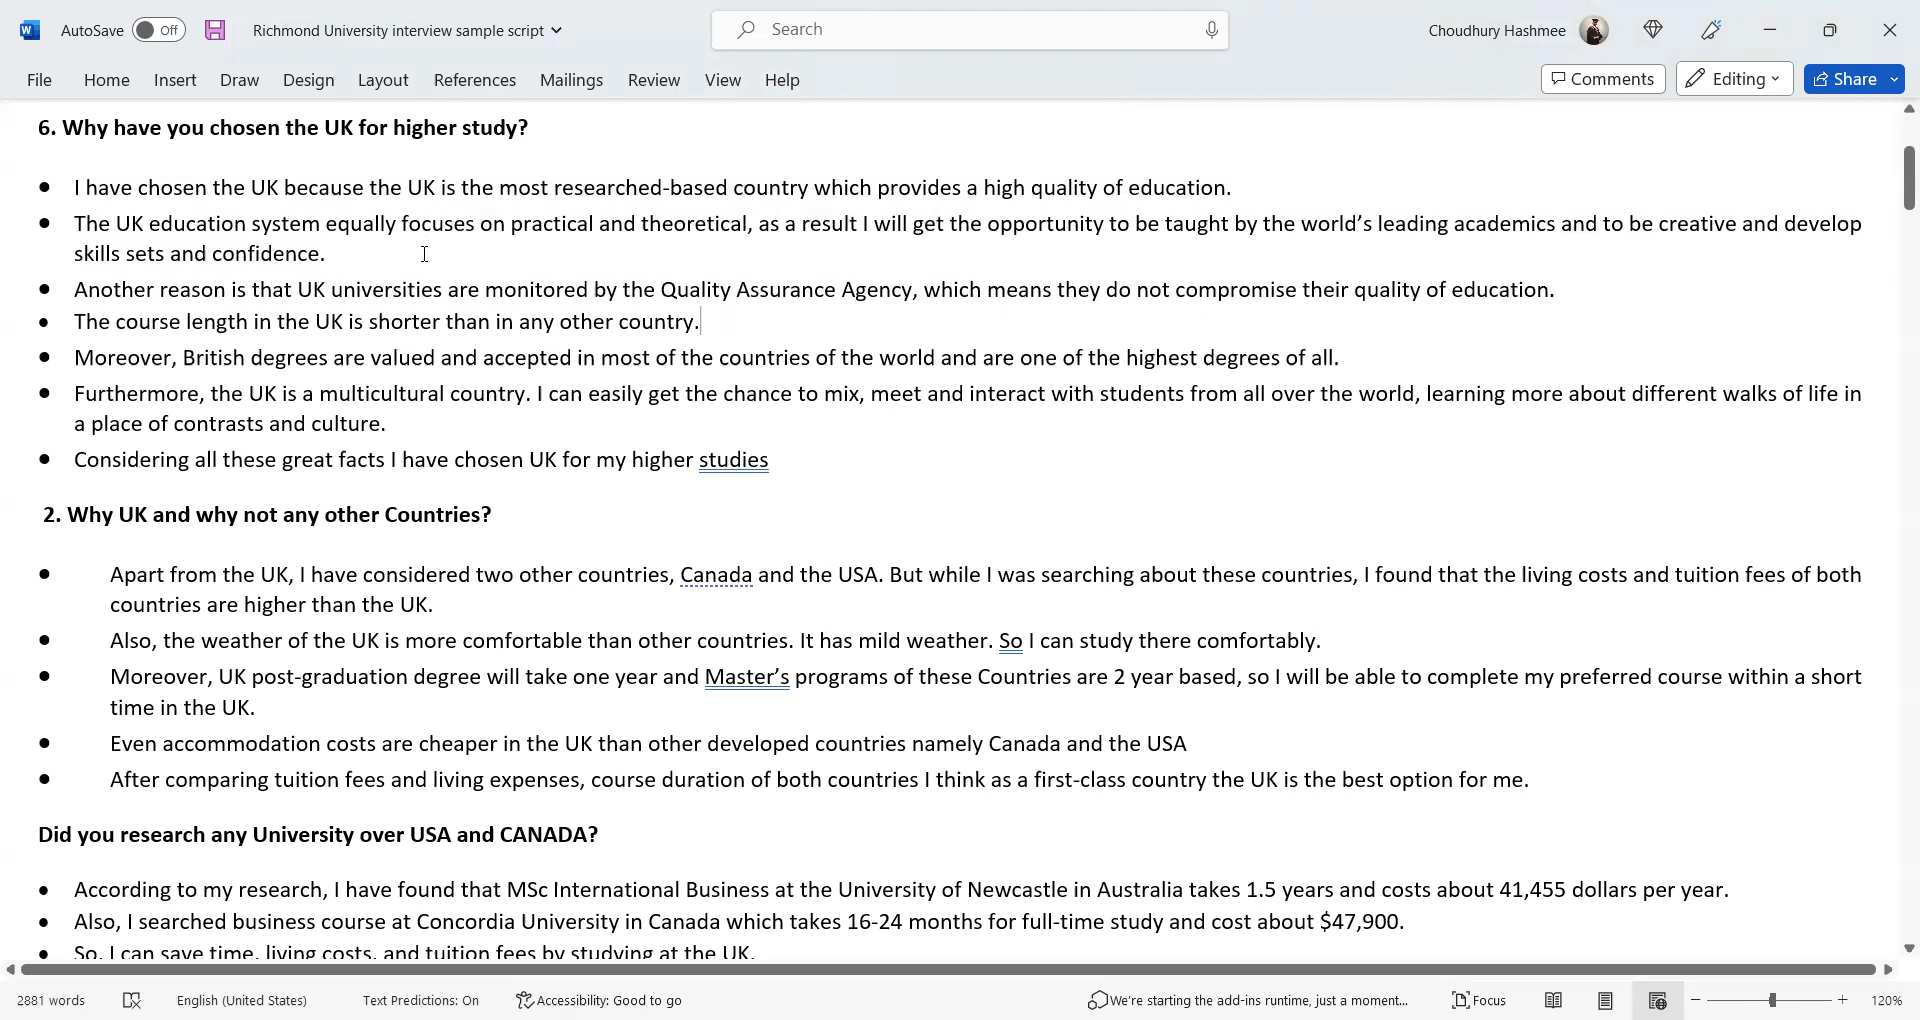 AutoSave Off Richmond University interview sample script Search Choudhury Hashmee
File Home Insert Draw Design Layout References Mailings Review View Help Comments Editing Share
6. Why have you chosen the UK for higher study?
● I have chosen the UK because the UK is the most researched-based country which provides a high quality of education.
● The UK education system equally focuses on practical and theoretical, as a result I will get the opportunity to be taught by the world’s leading academics and to be creative and develop
skills sets and confidence.
● Another reason is that UK universities are monitored by the Quality Assurance Agency, which means they do not compromise their quality of education.
● The course length in the UK is shorter than in any other country.
● Moreover, British degrees are valued and accepted in most of the countries of the world and are one of the highest degrees of all.
● Furthermore, the UK is a multicultural country. I can easily get the chance to mix, meet and interact with students from all over the world, learning more about different walks of life in
a place of contrasts and culture.
● Considering all these great facts I have chosen UK for my higher studies
2. Why UK and why not any other Countries?
● Apart from the UK, I have considered two other countries, Canada and the USA. But while I was searching about these countries, I found that the living costs and tuition fees of both
countries are higher than the UK.
● Also, the weather of the UK is more comfortable than other countries. It has mild weather. So I can study there comfortably.
● Moreover, UK post-graduation degree will take one year and Master’s programs of these Countries are 2 year based, so I will be able to complete my preferred course within a short
time in the UK.
● Even accommodation costs are cheaper in the UK than other developed countries namely Canada and the USA
● After comparing tuition fees and living expenses, course duration of both countries I think as a first-class country the UK is the best option for me.
Did you research any University over USA and CANADA?
● According to my research, I have found that MSc International Business at the University of Newcastle in Australia takes 1.5 years and costs about 41,455 dollars per year.
● Also, I searched business course at Concordia University in Canada which takes 16-24 months for full-time study and cost about $47,900.
● So, I can save time, living costs, and tuition fees by studying at the UK.
2881 words English (United States) Text Predictions: On Accessibility: Good to go We're starting the add-ins runtime, just a moment... Focus 120%